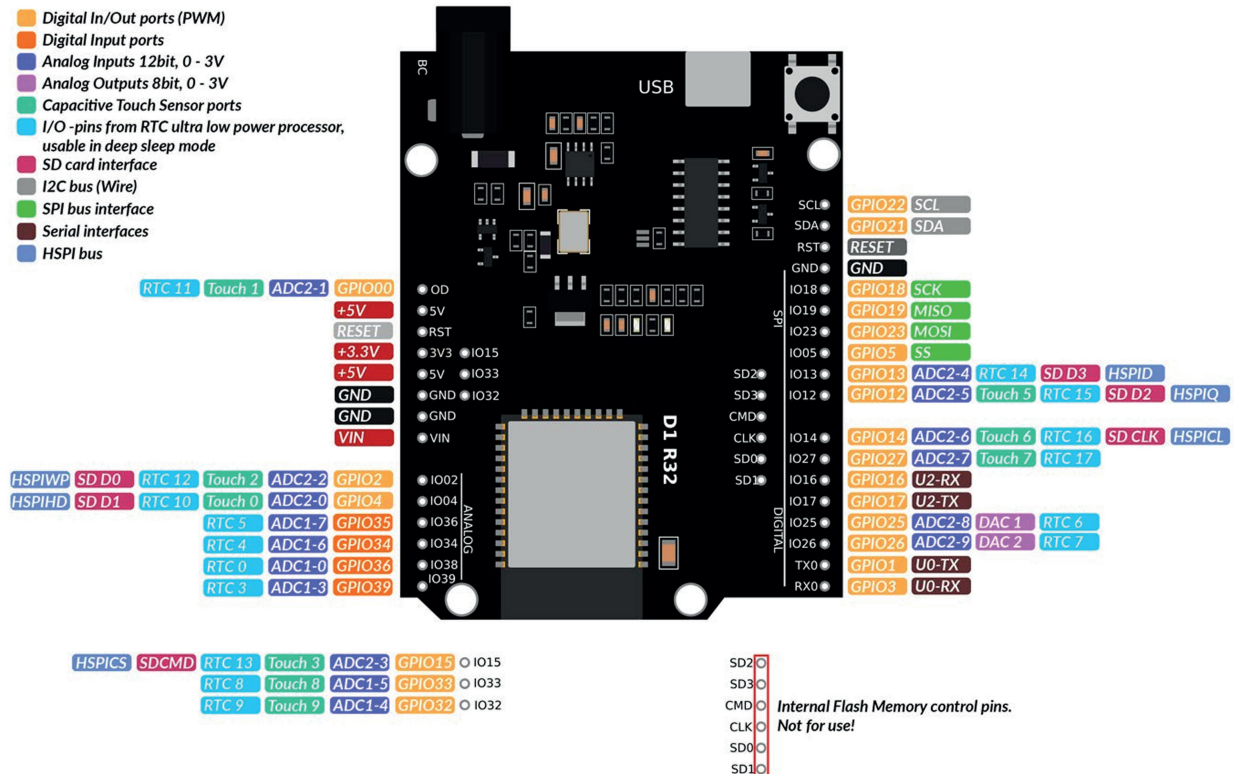 Digital In/Out ports (PWM)
Digital Input ports
Analog Inputs 12bit, 0 - 3V
Analog Outputs 8bit, 0 - 3V
Capacitive Touch Sensor ports
I/O -pins from RTC ultra low power processor,
usable in deep sleep mode
SD card interface
I2C bus (Wire)
SPI bus interface
Serial interfaces
HSPI bus
BC
USB
RTC 11 Touch 1 ADC2-1 GPIO00 OD
+5V 5V
RESET RST
+3.3V 3V3 IO15
+5V 5V IO33
GND GND IO32
GND GND
VIN VIN
HSPIWP SD D0 RTC 12 Touch 2 ADC2-2 GPIO2 IO02
HSPIHD SD D1 RTC 10 Touch 0 ADC2-0 GPIO4 IO04
RTC 5 ADC1-7 GPIO35 IO36
RTC 4 ADC1-6 GPIO34 IO34
RTC 0 ADC1-0 GPIO36 IO38
RTC 3 ADC1-3 GPIO39 IO39
ANALOG
D1 R32
SCL GPIO22 SCL
SDA GPIO21 SDA
RST RESET
GND GND
IO18 GPIO18 SCK
IO19 GPIO19 MISO
IO23 GPIO23 MOSI
IO05 GPIO5 SS
IO13 GPIO13 ADC2-4 RTC 14 SD D3 HSPID
IO12 GPIO12 ADC2-5 Touch 5 RTC 15 SD D2 HSPIQ
IO14 GPIO14 ADC2-6 Touch 6 RTC 16 SD CLK HSPICL
IO27 GPIO27 ADC2-7 Touch 7 RTC 17
IO16 GPIO16 U2-RX
IO17 GPIO17 U2-TX
IO25 GPIO25 ADC2-8 DAC 1 RTC 6
IO26 GPIO26 ADC2-9 DAC 2 RTC 7
TX0 GPIO1 U0-TX
RX0 GPIO3 U0-RX
SPI
DIGITAL
SD2
SD3
CMD
CLK
SD0
SD1
HSPICS SDCMD RTC 13 Touch 3 ADC2-3 GPIO15 IO15
RTC 8 Touch 8 ADC1-5 GPIO33 IO33
RTC 9 Touch 9 ADC1-4 GPIO32 IO32
SD2
SD3
CMD
CLK
SD0
SD1
Internal Flash Memory control pins.
Not for use!